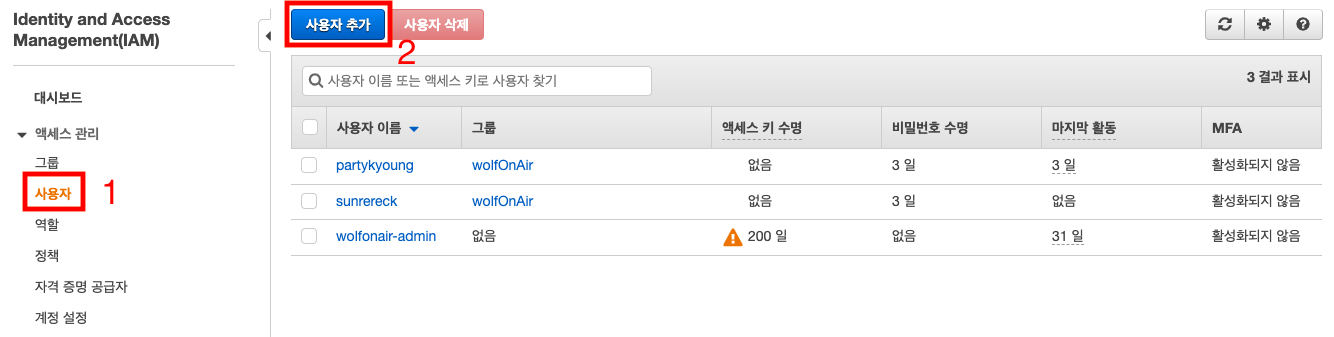 Identity and Access
Management(IAM)
대시보드
액세스 관리
그룹
사용자 1
역할
정책
자격 증명 공급자
계정 설정
사용자 추가 사용자 삭제
2
사용자 이름 또는 액세스 키로 사용자 찾기 3 결과 표시
사용자 이름 그룹 액세스 키 수명 비밀번호 수명 마지막 활동 MFA
partykyoung wolfOnAir 없음 3 일 3 일 활성화되지 않음
sunrereck wolfOnAir 없음 3 일 없음 활성화되지 않음
wolfonair-admin 없음 200 일 없음 31 일 활성화되지 않음